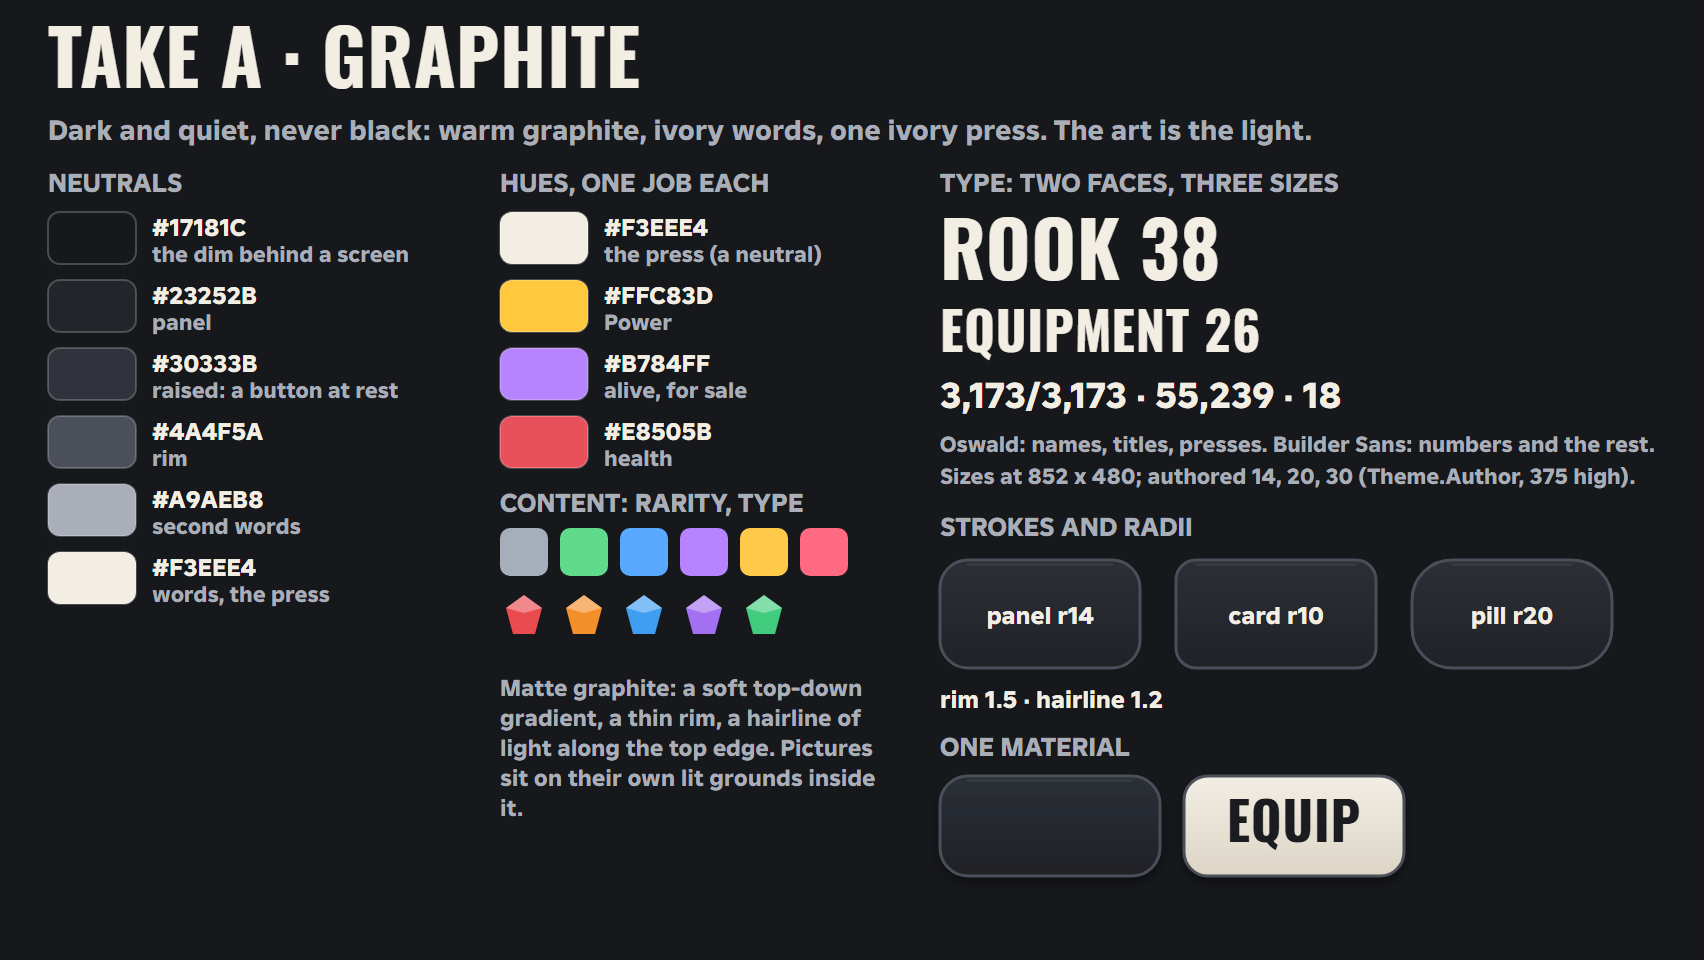 TAKE A · GRAPHITE
Dark and quiet, never black: warm graphite, ivory words, one ivory press. The art is the light.
NEUTRALS
#17181C
the dim behind a screen
#23252B
panel
#30333B
raised: a button at rest
#4A4F5A
rim
#A9AEB8
second words
#F3EEE4
words, the press
HUES, ONE JOB EACH
#F3EEE4
the press (a neutral)
#FFC83D
Power
#B784FF
alive, for sale
#E8505B
health
CONTENT: RARITY, TYPE
Matte graphite: a soft top-down
gradient, a thin rim, a hairline of
light along the top edge. Pictures
sit on their own lit grounds inside
it.
TYPE: TWO FACES, THREE SIZES
ROOK 38
EQUIPMENT 26
3,173/3,173 · 55,239 · 18
Oswald: names, titles, presses. Builder Sans: numbers and the rest.
Sizes at 852 x 480; authored 14, 20, 30 (Theme.Author, 375 high).
STROKES AND RADII
panel r14
card r10
pill r20
rim 1.5 · hairline 1.2
ONE MATERIAL
EQUIP